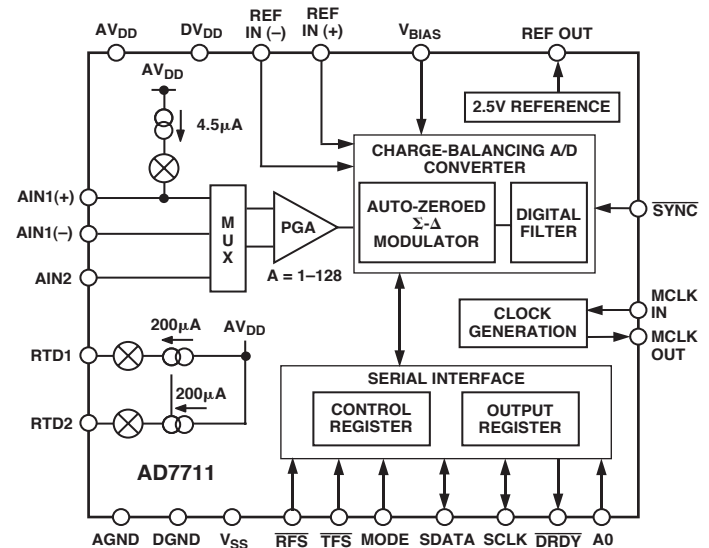 AVDD DVDD REF IN (–) REF IN (+) VBIAS REF OUT
AVDD
4.5µA
2.5V REFERENCE
CHARGE-BALANCING A/D
CONVERTER
AUTO-ZEROED
Σ-Δ
MODULATOR
DIGITAL
FILTER
AIN1(+)
AIN1(–)
AIN2
MUX
PGA
A = 1–128
SYNC
MCLK
IN
MCLK
OUT
CLOCK
GENERATION
200µA
AVDD
RTD1
200µA
RTD2
SERIAL INTERFACE
CONTROL
REGISTER
OUTPUT
REGISTER
AD7711
AGND DGND VSS RFS TFS MODE SDATA SCLK DRDY A0